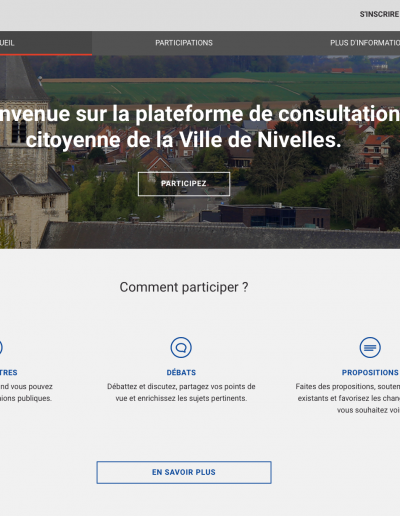 S'INSCRIRE
UEIL
PARTICIPATIONS
PLUS D'INFORMATIO
nvenue sur la plateforme de consultation
citoyenne de la Ville de Nivelles.
PARTICIPEZ
Comment participer ?
TRES
nd vous pouvez
nions publiques.
DÉBATS
Débattez et discutez, partagez vos points de
vue et enrichissez les sujets pertinents.
PROPOSITIONS
Faites des propositions, souten
existants et favorisez les chan
vous souhaitez voi
EN SAVOIR PLUS